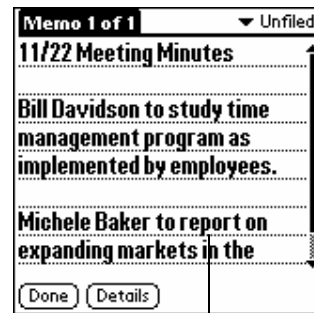 Memo 1 of 1
Unfiled
11/22 Meeting Minutes
Bill Davidson to study time
management program as
implemented by employees.
Michele Baker to report on
expanding markets in the
Done Details